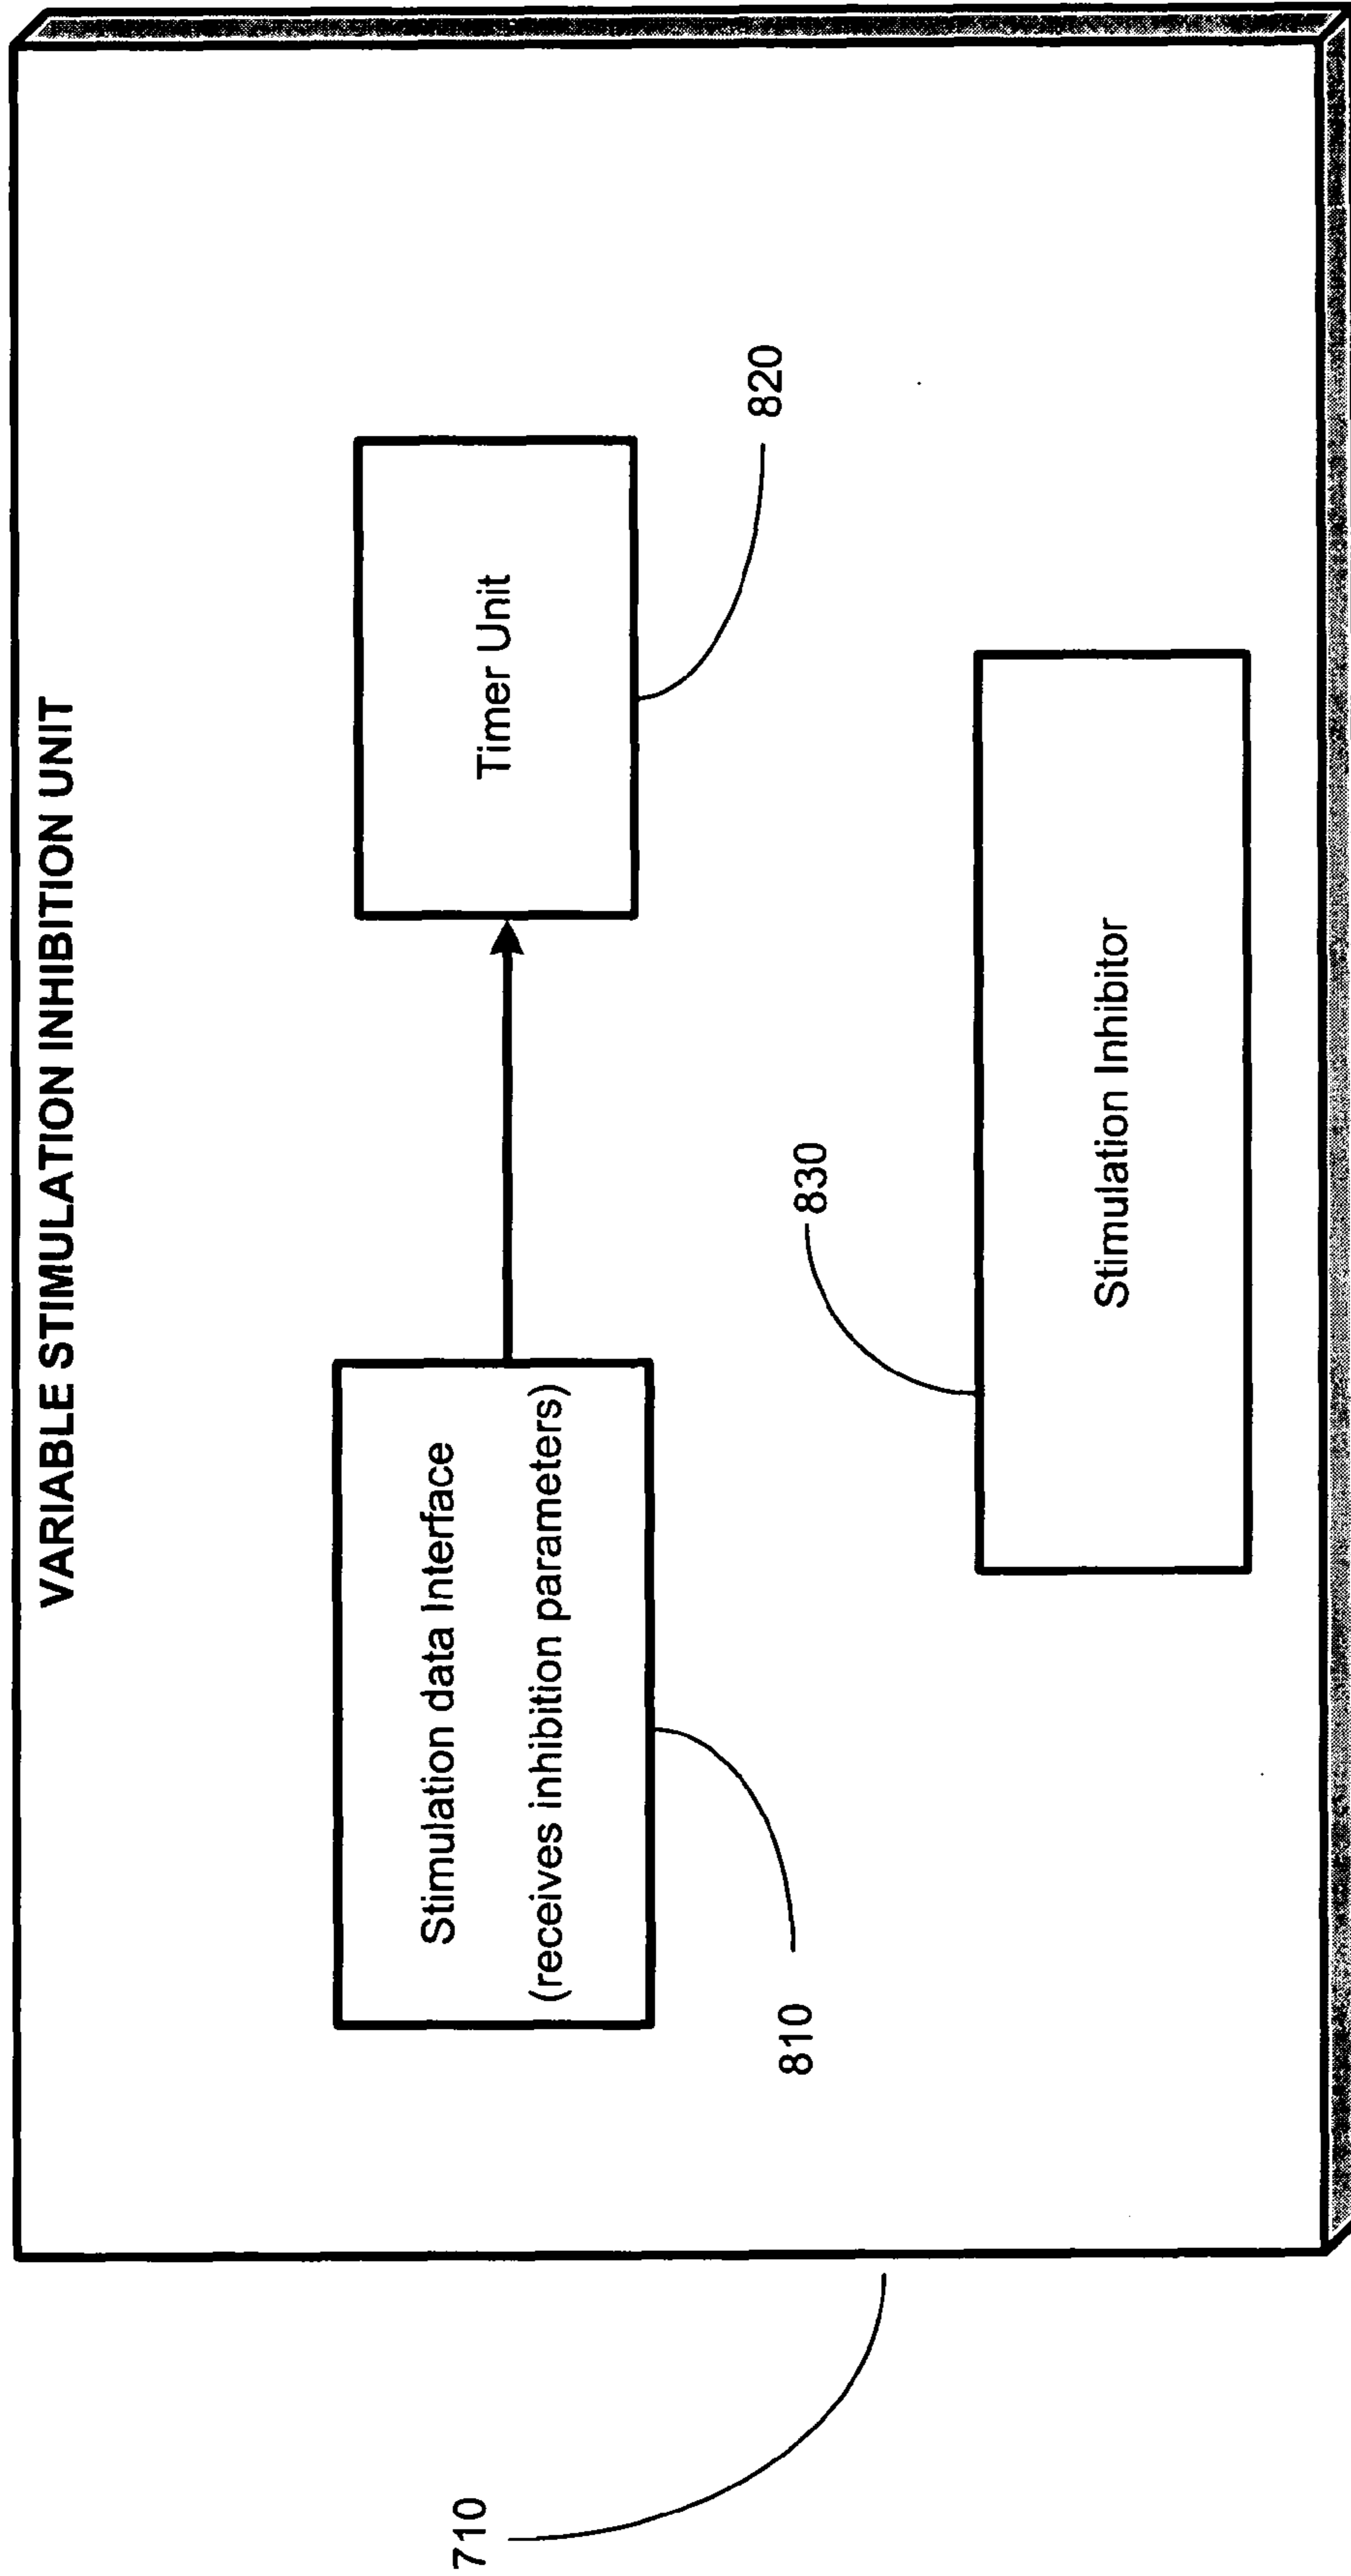 VARIABLE STIMULATION INHIBITION UNIT
Stimulation data Interface
(receives inhibition parameters)
Timer Unit
810
820
830
Stimulation Inhibitor
710